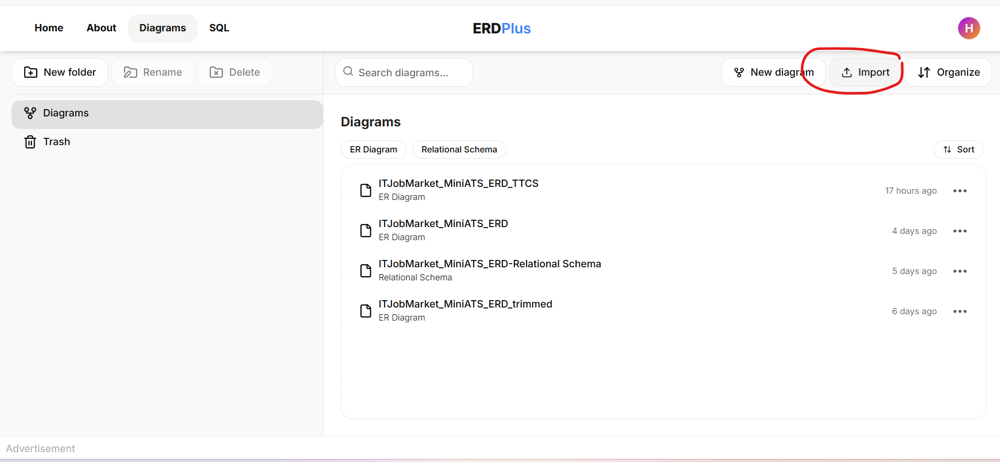 Home About Diagrams SQL ERDPlus H
New folder Rename Delete Search diagrams... New diagram Import Organize
Diagrams
Trash
Diagrams
ER Diagram Relational Schema Sort
ITJobMarket_MiniATS_ERD_TTCS
ER Diagram
17 hours ago
ITJobMarket_MiniATS_ERD
ER Diagram
4 days ago
ITJobMarket_MiniATS_ERD-Relational Schema
Relational Schema
5 days ago
ITJobMarket_MiniATS_ERD_trimmed
ER Diagram
6 days ago
Advertisement